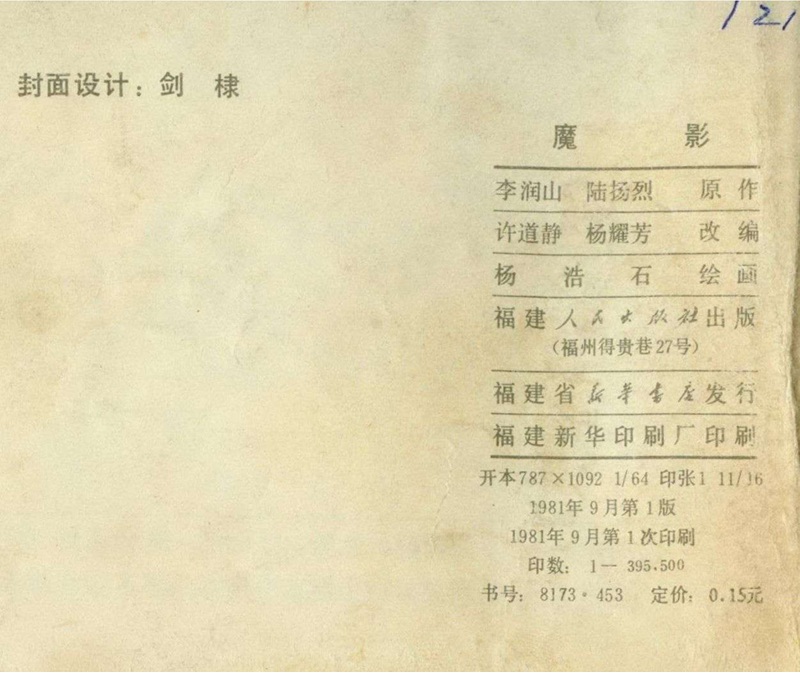 121
封面设计：剑 棣
魔 影
李润山 陆扬烈 原作
许道静 杨耀芳 改编
杨浩石 绘画
福建人民出版社出版
（福州得贵巷27号）
福建省新华书店发行
福建新华印刷厂印刷
开本787×1092 1/64 印张1 11/16
1981年9月第1版
1981年9月第1次印刷
印数：1—395.500
书号：8173·453 定价：0.15元